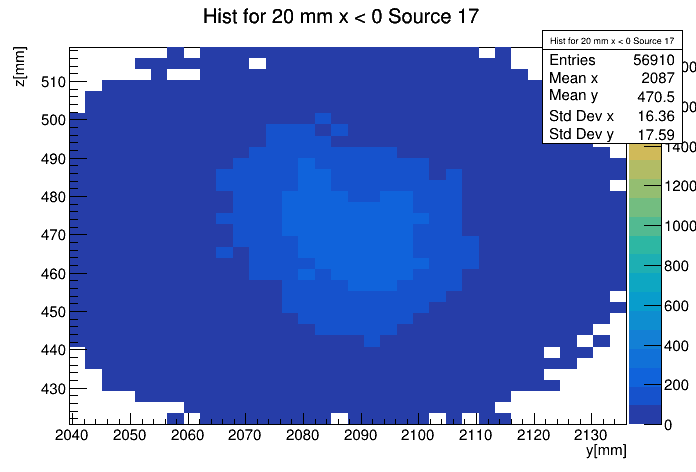 Hist for 20 mm x < 0 Source 17
Hist for 20 mm x < 0 Source 17
Entries 56910
Mean x 2087
Mean y 470.5
Std Dev x 16.36
Std Dev y 17.59
z[mm]
510
500
490
480
470
460
450
440
430
2040 2050 2060 2070 2080 2090 2100 2110 2120 2130
y[mm]
1400
1200
1000
800
600
400
200
0